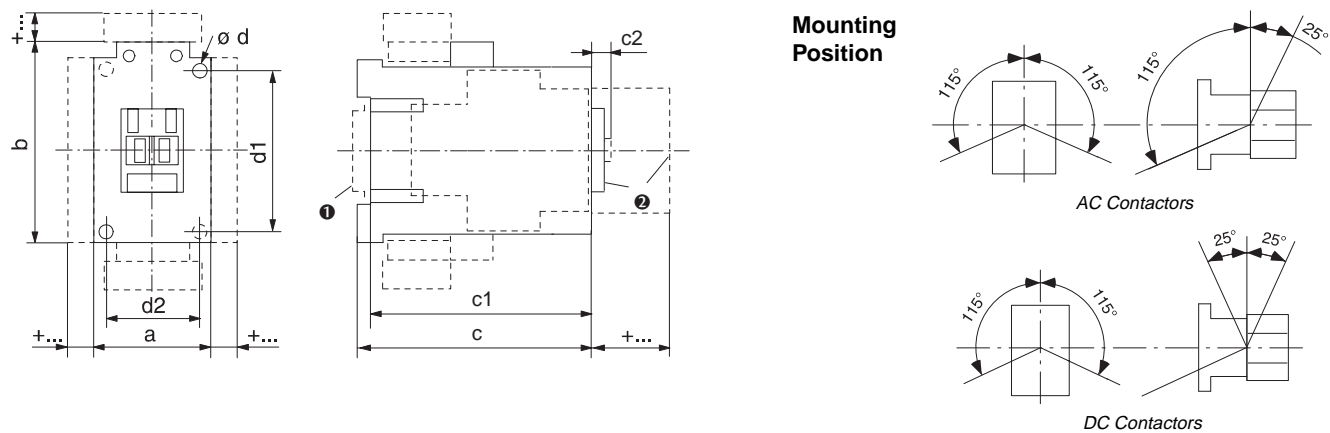 +...
ø d
b
d1
d2
+...
a
+...
c2
❶
❷
c1
c
+...
Mounting
Position
115°
115°
115°
25°
AC Contactors
115°
115°
25°
25°
DC Contactors